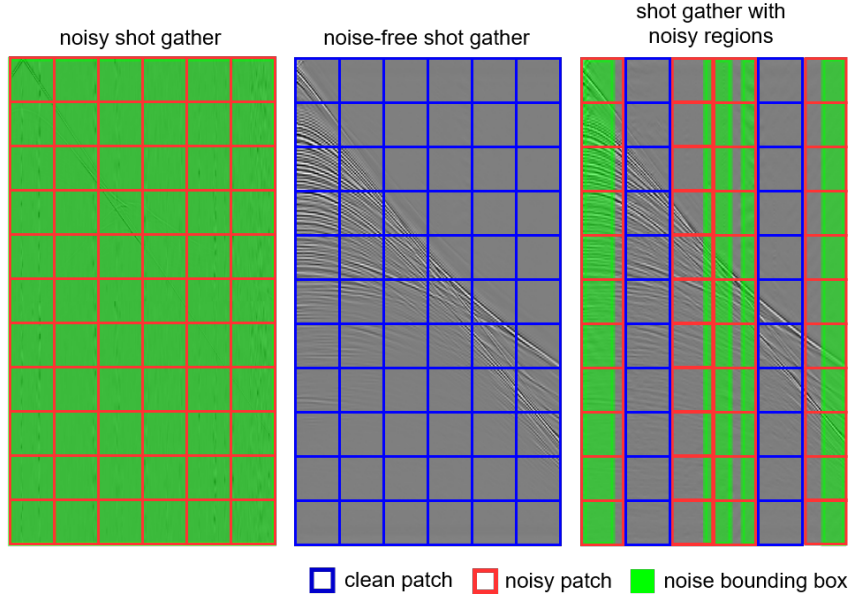 noisy shot gather
noise-free shot gather
shot gather with
noisy regions
clean patch
noisy patch
noise bounding box